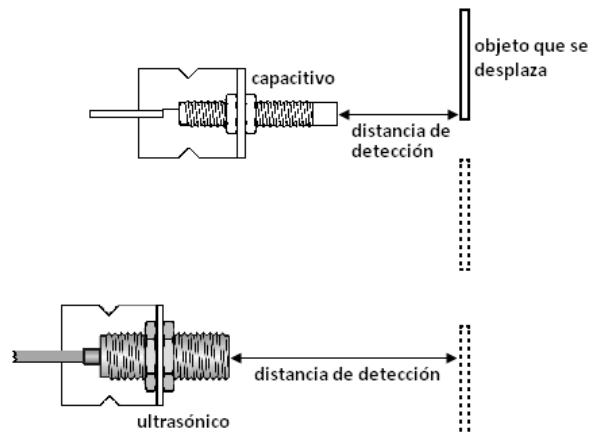 objeto que se
desplaza
capacitivo
distancia de
detección
distancia de detección
ultrasónico